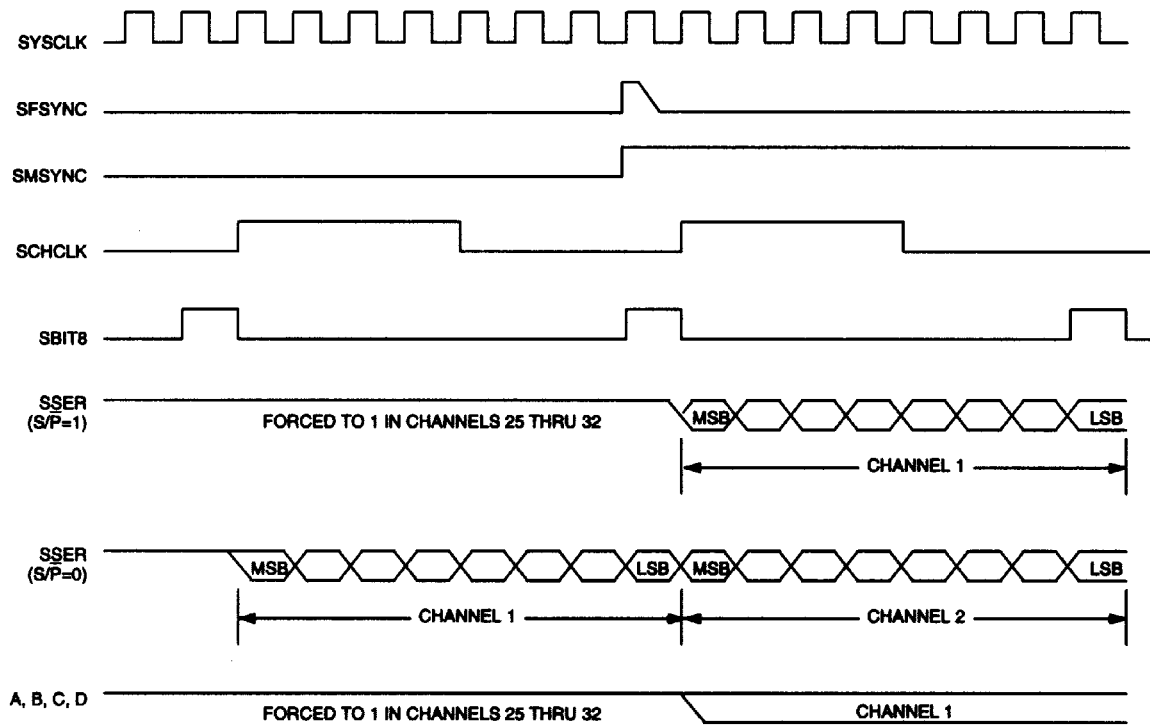 SYSCLK
SFSYNC
SMSYNC
SCHCLK
SBIT8
SSER
(S/P̅=1)
FORCED TO 1 IN CHANNELS 25 THRU 32
MSB
LSB
CHANNEL 1
SSER
(S/P̅=0)
MSB
LSB
MSB
LSB
CHANNEL 1
CHANNEL 2
A, B, C, D
FORCED TO 1 IN CHANNELS 25 THRU 32
CHANNEL 1